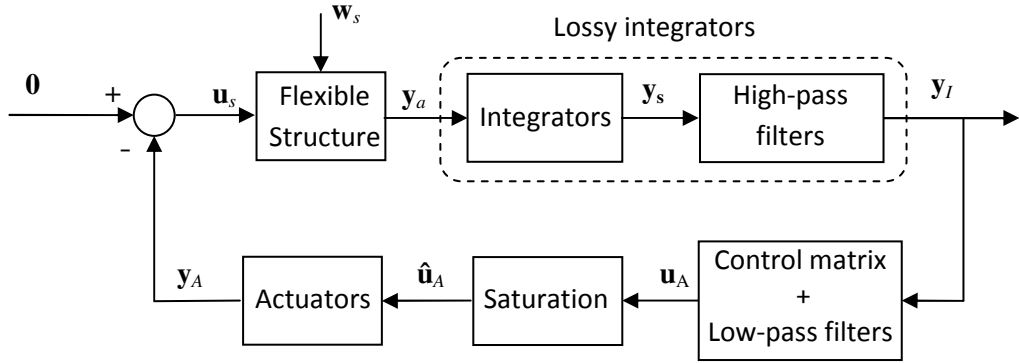 w_s
Lossy integrators
0
+
-
u_s
Flexible
Structure
y_a
Integrators
y_s
High-pass
filters
y_I
y_A
Actuators
û_A
Saturation
u_A
Control matrix
+
Low-pass filters